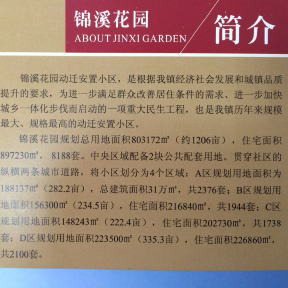 锦溪花园
ABOUT JINXI GARDEN
简介
锦溪花园动迁安置小区,是根据我镇经济社会发展和城镇品质
提升的要求,为进一步满足群众改善居住条件的需求、进一步加快
城乡一体化步伐而启动的一项重大民生工程,也是我镇历年来规模
最大、规格最高的动迁安置小区。
锦溪花园规划总用地面积803172㎡(约1206亩),住宅面积
897230㎡,8188套。中央区域配备2块公共配套用地。贯穿社区的
纵横两条城市道路,将小区划分为4个区域:A区规划用地面积为
188137㎡(282.2亩),总建筑面积31万㎡,共2376套;B区规划用
地面积156300㎡(234.5亩),住宅面积216840㎡,共1944套;C区
规划用地面积148243㎡(222.4亩),住宅面积202730㎡,共1738
套;D区规划用地面积223500㎡(335.3亩),住宅面积226860㎡,
共2100套。